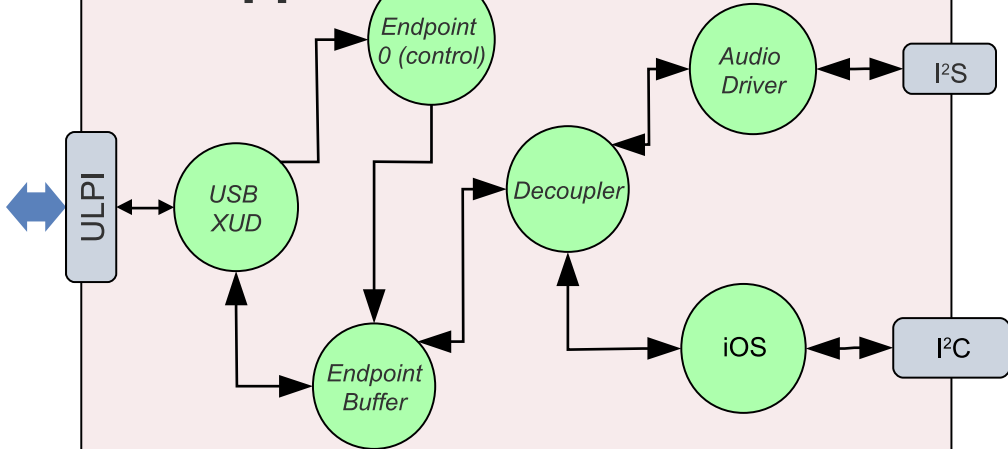 Endpoint
0 (control)
Audio
Driver
I²S
ULPI
USB
XUD
Decoupler
Endpoint
Buffer
iOS
I²C